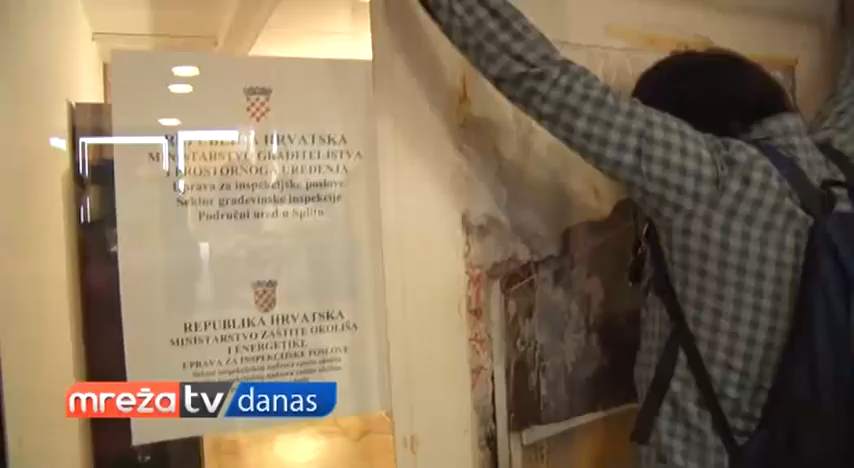 REPUBLIKA HRVATSKA
MINISTARSTVO GRADITELJSTVA
I PROSTORNOG UREĐENJA
Uprava za inspekcijske poslove
Sektor građevinske inspekcije
Područni ured u Splitu
REPUBLIKA HRVATSKA
MINISTARSTVO ZAŠTITE OKOLIŠA
I ENERGETIKE
UPRAVA ZA INSPEKCIJSKE POSLOVE
mreža tv danas